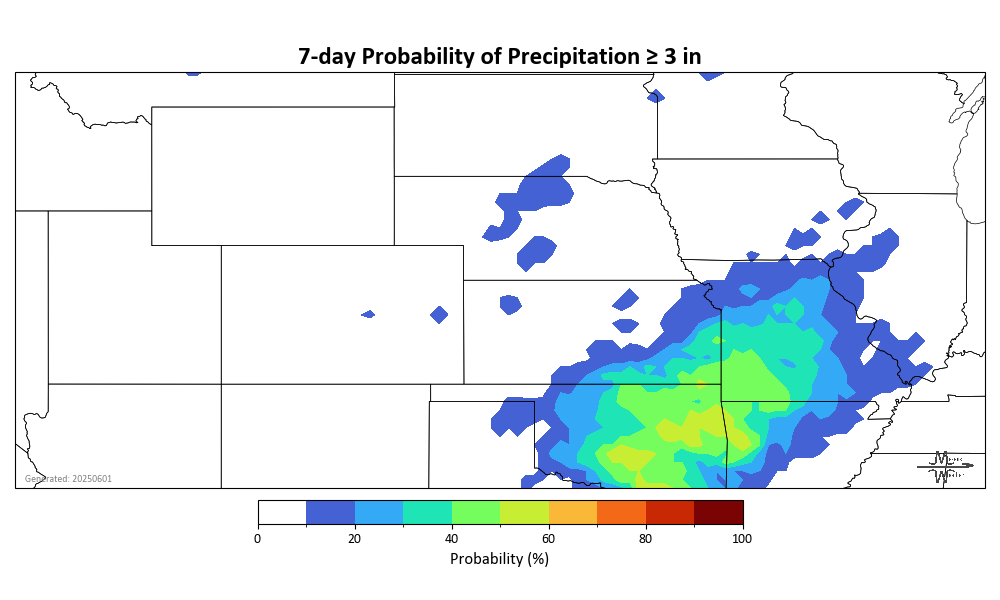 7-day Probability of Precipitation ≥ 3 in
Generated: 20250601
0 20 40 60 80 100
Probability (%)